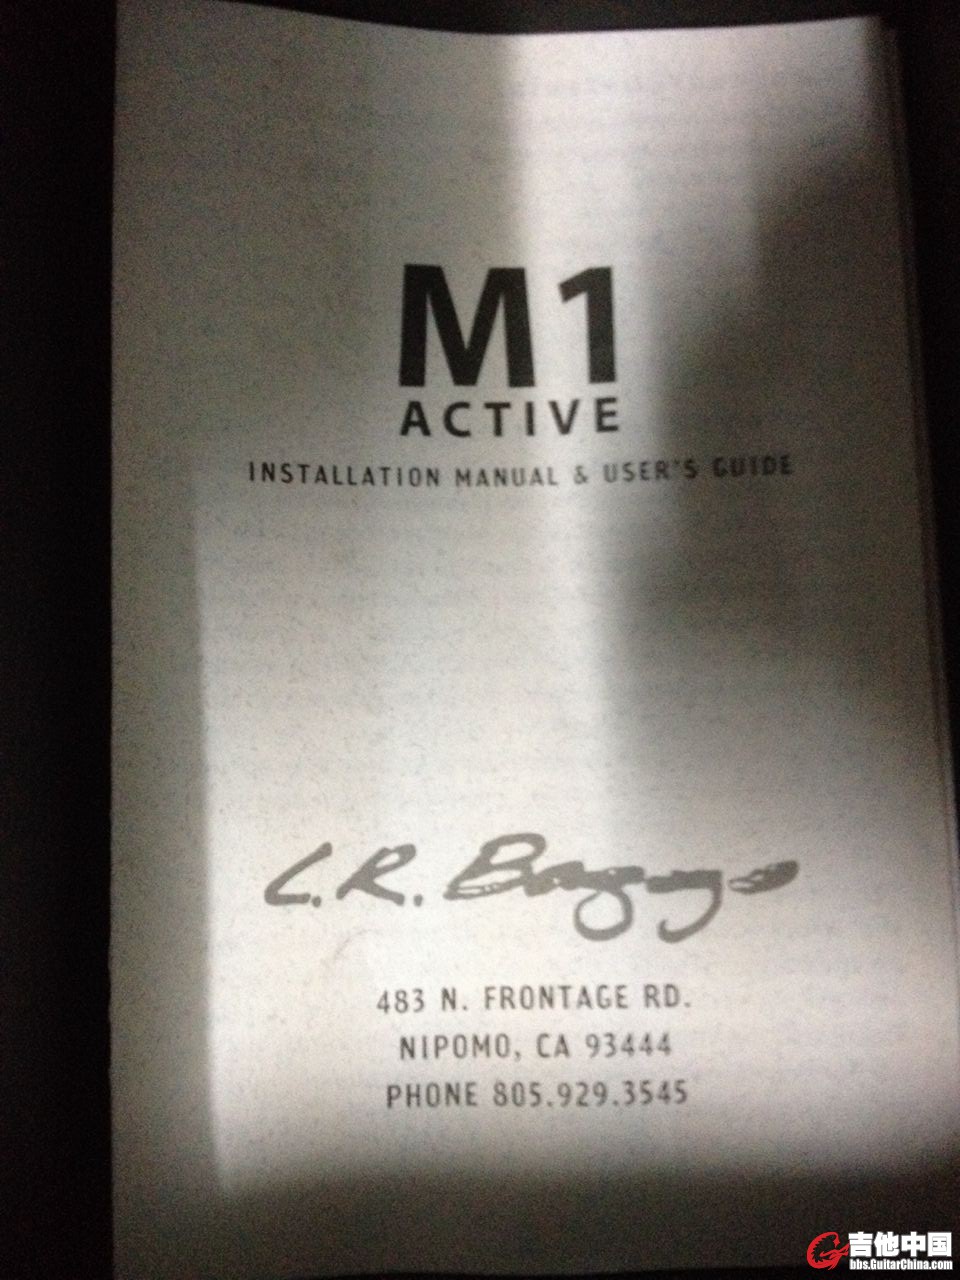 M1
ACTIVE
INSTALLATION MANUAL & USER'S GUIDE
L.R. Baggs
483 N. FRONTAGE RD.
NIPOMO, CA 93444
PHONE 805.929.3545
吉他中国
bbs.GuitarChina.com